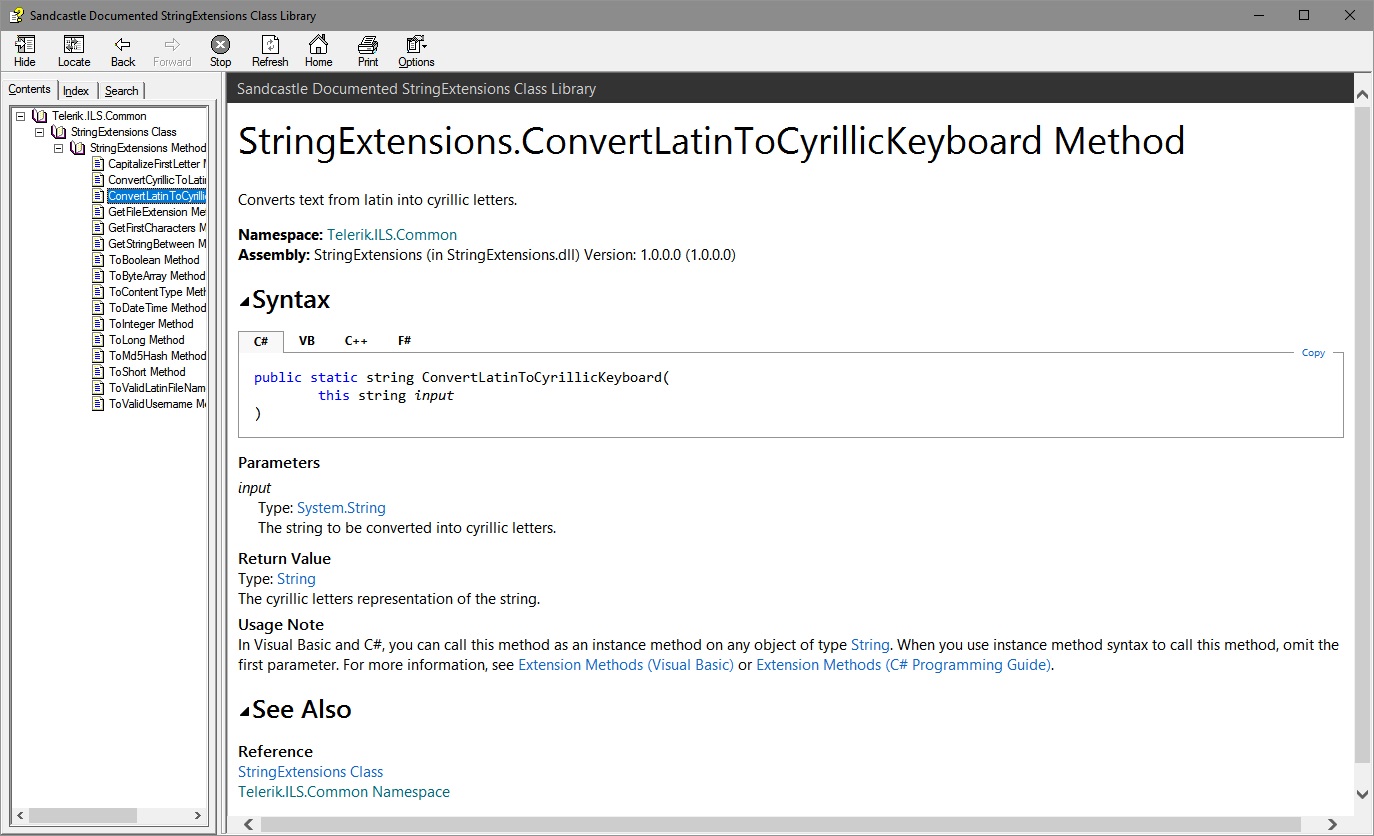 Sandcastle Documented StringExtensions Class Library
Hide Locate Back Forward Stop Refresh Home Print Options
Contents Index Search
Telerik.ILS.Common
StringExtensions Class
StringExtensions Method
CapitalizeFirstLetter M
ConvertCyrillicToLatin
ConvertLatinToCyrillic
GetFileExtension Met
GetFirstCharacters M
GetStringBetween M
ToBoolean Method
ToByteArray Method
ToContentType Meth
ToDateTime Method
ToInteger Method
ToLong Method
ToMd5Hash Method
ToShort Method
ToValidLatinFileNam
ToValidUsername Me
Sandcastle Documented StringExtensions Class Library
StringExtensions.ConvertLatinToCyrillicKeyboard Method
Converts text from latin into cyrillic letters.
Namespace: Telerik.ILS.Common
Assembly: StringExtensions (in StringExtensions.dll) Version: 1.0.0.0 (1.0.0.0)
Syntax
C# VB C++ F#
Copy
public static string ConvertLatinToCyrillicKeyboard(
this string input
)
Parameters
input
Type: System.String
The string to be converted into cyrillic letters.
Return Value
Type: String
The cyrillic letters representation of the string.
Usage Note
In Visual Basic and C#, you can call this method as an instance method on any object of type String. When you use instance method syntax to call this method, omit the
first parameter. For more information, see Extension Methods (Visual Basic) or Extension Methods (C# Programming Guide).
See Also
Reference
StringExtensions Class
Telerik.ILS.Common Namespace